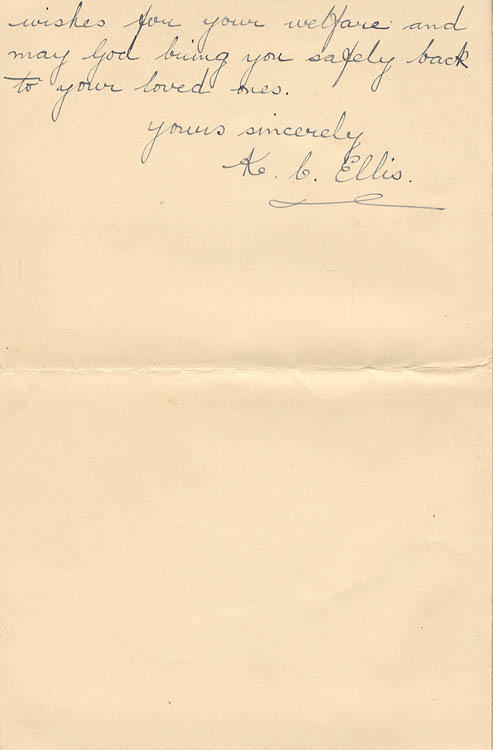 wishes for your welfare and
may God bring you safely back
to your loved ones.
yours sincerely
K. C. Ellis.